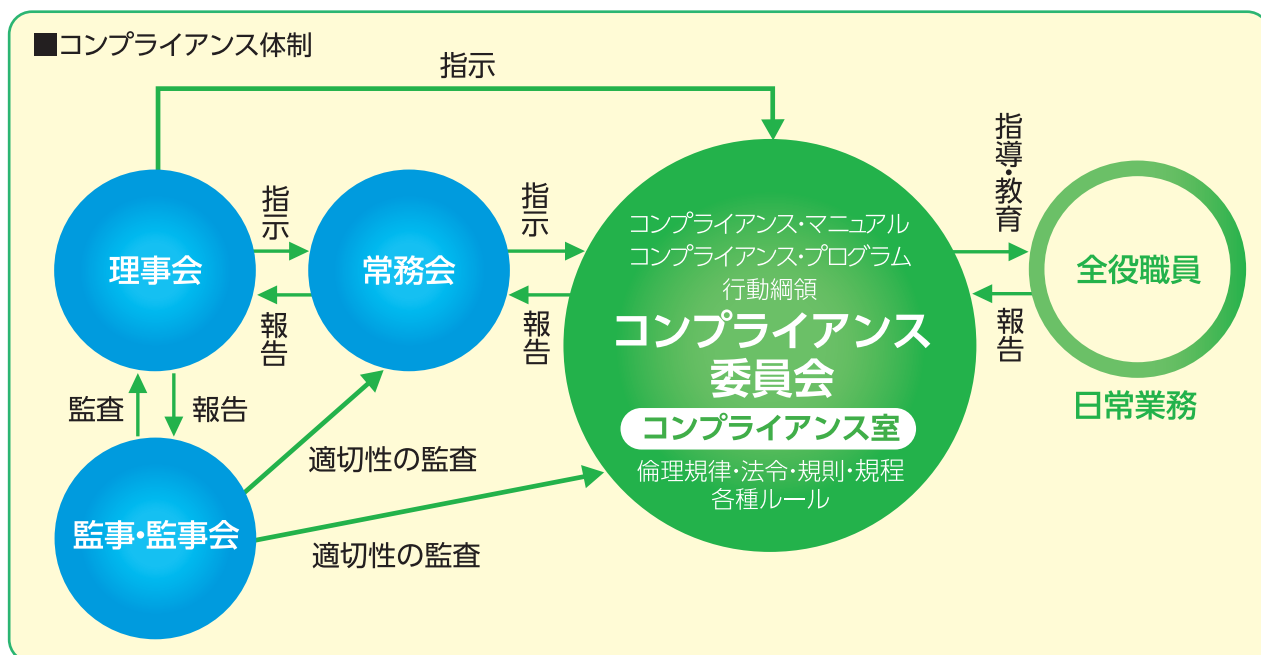 ■コンプライアンス体制
指示
指示
指示
指導・教育
理事会
常務会
コンプライアンス・マニュアル
コンプライアンス・プログラム
行動綱領
コンプライアンス
委員会
コンプライアンス室
倫理規律・法令・規則・規程
各種ルール
全役職員
日常業務
報告
報告
報告
監査
報告
適切性の監査
監事・監事会
適切性の監査